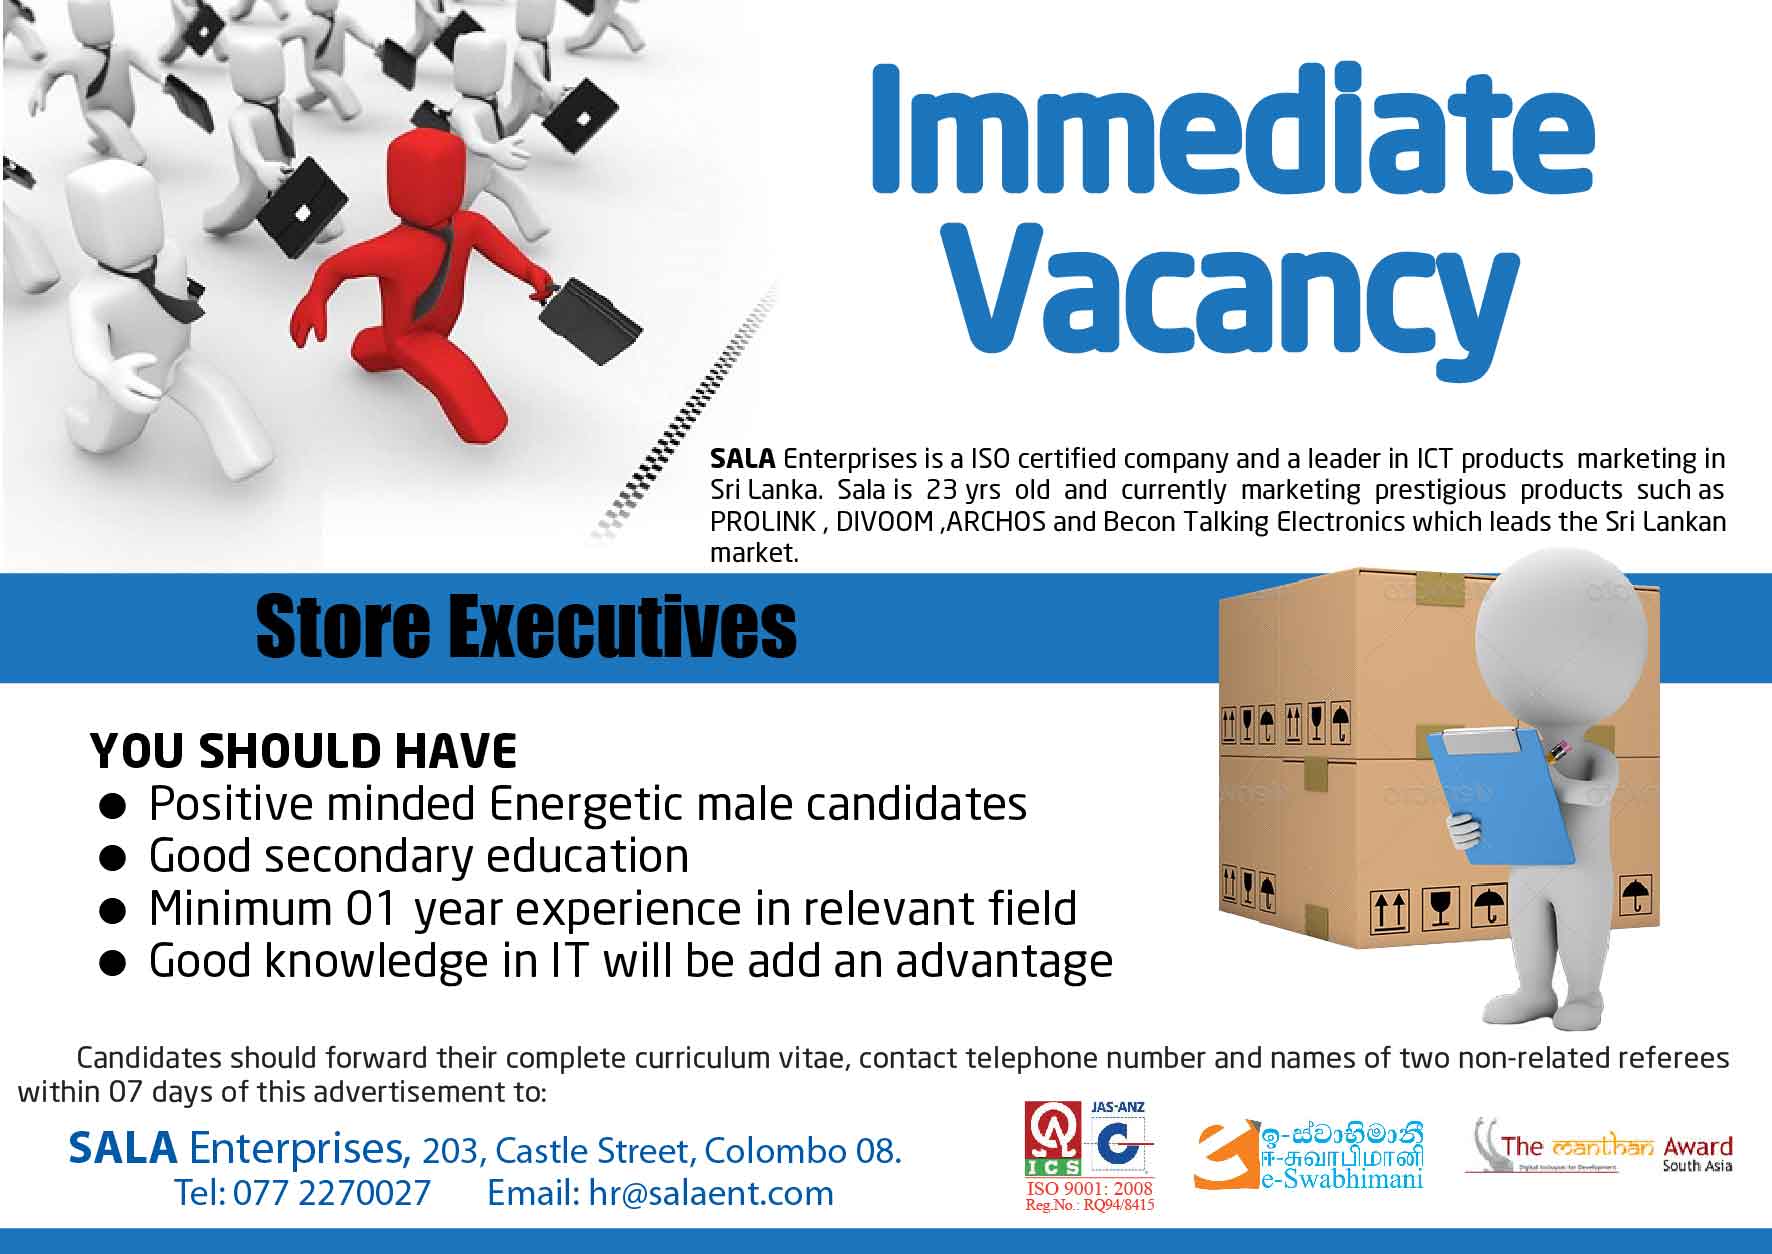 Immediate
Vacancy
SALA Enterprises is a ISO certified company and a leader in ICT products marketing in
Sri Lanka. Sala is 23 yrs old and currently marketing prestigious products such as
PROLINK , DIVOOM ,ARCHOS and Becon Talking Electronics which leads the Sri Lankan
market.
Store Executives
YOU SHOULD HAVE
● Positive minded Energetic male candidates
● Good secondary education
● Minimum 01 year experience in relevant field
● Good knowledge in IT will be add an advantage
Candidates should forward their complete curriculum vitae, contact telephone number and names of two non-related referees
within 07 days of this advertisement to:
SALA Enterprises, 203, Castle Street, Colombo 08.
Tel: 077 2270027 Email: hr@salaent.com
ICS
JAS-ANZ
ISO 9001: 2008
Reg.No.: RQ94/8415
ඉ-ස්වාභිමානී
ஈ-சுவாபிமானி
e-Swabhimani
The manthan Award
South Asia